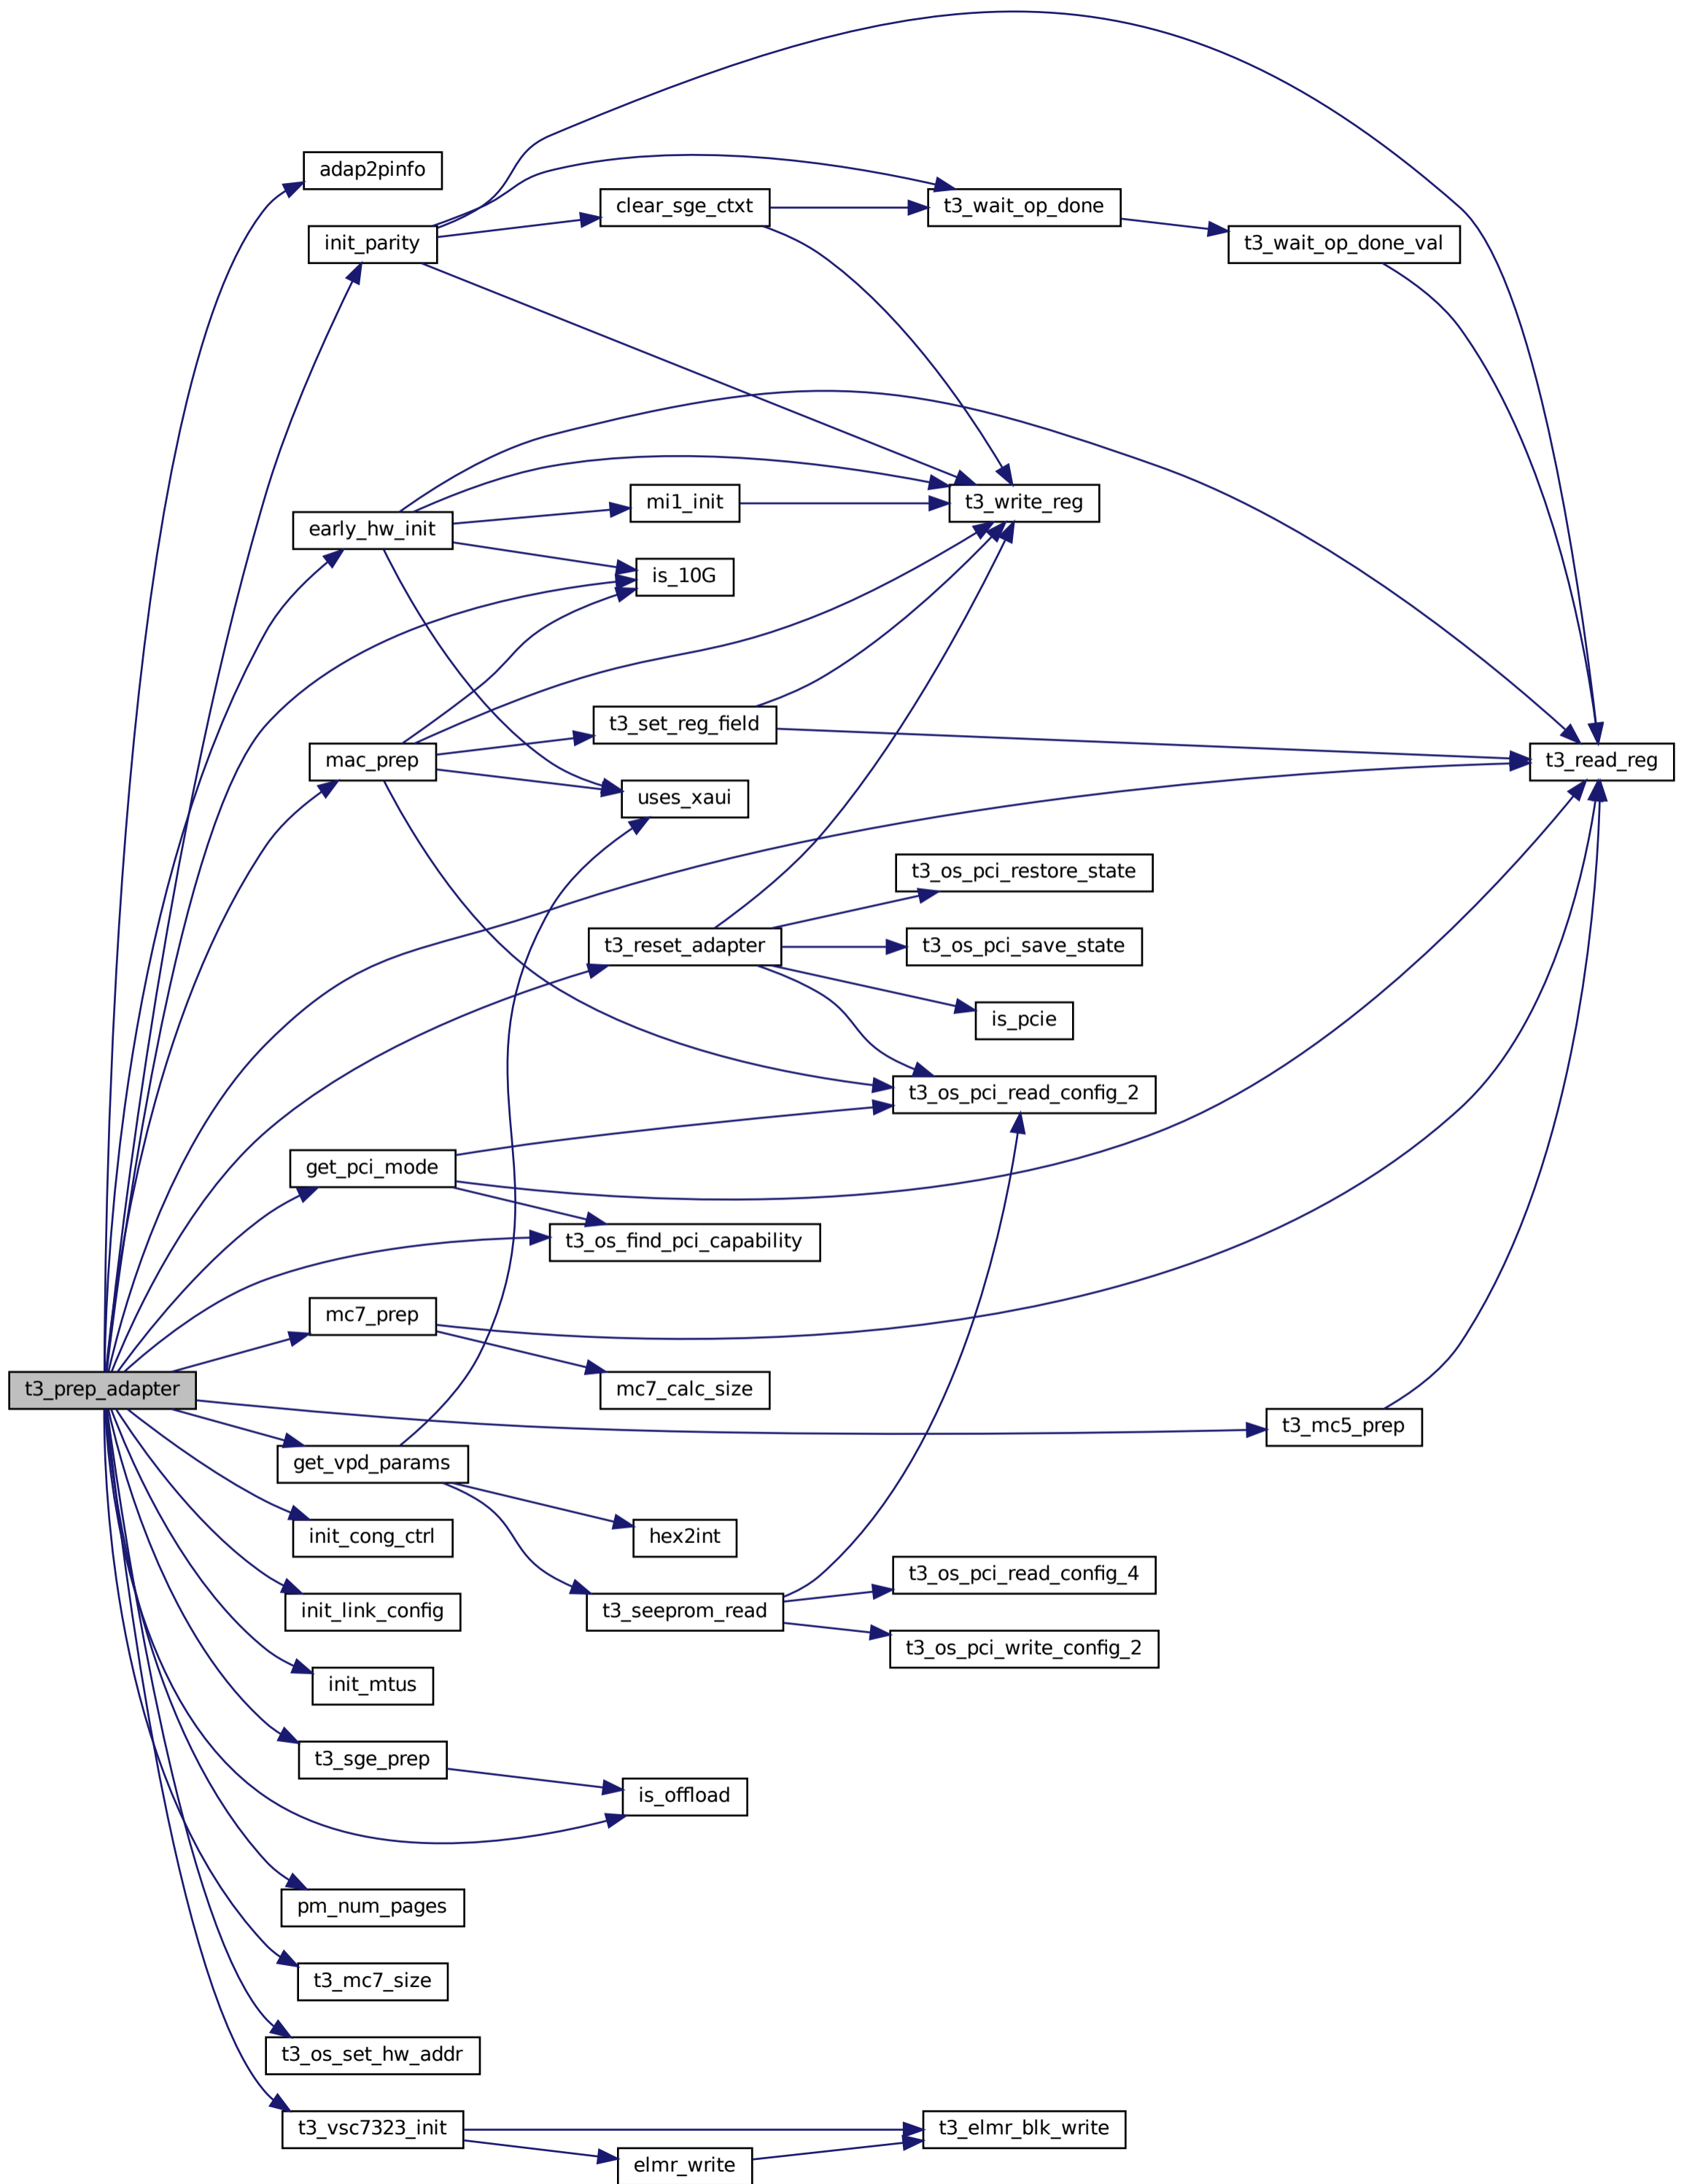 adap2pinfo
clear_sge_ctxt
t3_wait_op_done
init_parity
t3_wait_op_done_val
mi1_init
t3_write_reg
early_hw_init
is_10G
t3_set_reg_field
mac_prep
t3_read_reg
uses_xaui
t3_os_pci_restore_state
t3_reset_adapter
t3_os_pci_save_state
is_pcie
t3_os_pci_read_config_2
get_pci_mode
t3_os_find_pci_capability
mc7_prep
t3_prep_adapter
mc7_calc_size
t3_mc5_prep
get_vpd_params
init_cong_ctrl
hex2int
t3_os_pci_read_config_4
init_link_config
t3_seeprom_read
t3_os_pci_write_config_2
init_mtus
t3_sge_prep
is_offload
pm_num_pages
t3_mc7_size
t3_os_set_hw_addr
t3_vsc7323_init
t3_elmr_blk_write
elmr_write